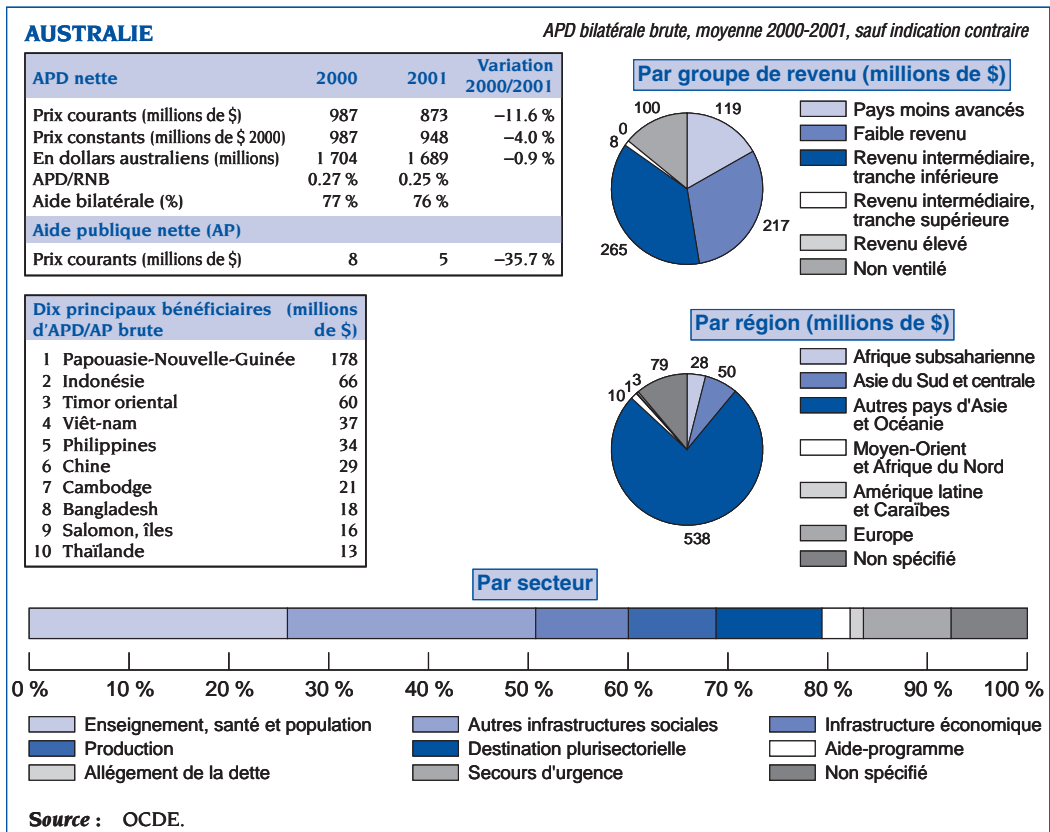 AUSTRALIE
APD bilatérale brute, moyenne 2000-2001, sauf indication contraire
APD nette 2000 2001 Variation 2000/2001
Prix courants (millions de $) 987 873 –11.6 %
Prix constants (millions de $ 2000) 987 948 –4.0 %
En dollars australiens (millions) 1 704 1 689 –0.9 %
APD/RNB 0.27 % 0.25 %
Aide bilatérale (%) 77 % 76 %
Aide publique nette (AP)
Prix courants (millions de $) 8 5 –35.7 %
Par groupe de revenu (millions de $)
100 119
0
8
217
265
Pays moins avancés
Faible revenu
Revenu intermédiaire,
tranche inférieure
Revenu intermédiaire,
tranche supérieure
Revenu élevé
Non ventilé
Dix principaux bénéficiaires (millions
d'APD/AP brute de $)
1 Papouasie-Nouvelle-Guinée 178
2 Indonésie 66
3 Timor oriental 60
4 Viêt-nam 37
5 Philippines 34
6 Chine 29
7 Cambodge 21
8 Bangladesh 18
9 Salomon, îles 16
10 Thaïlande 13
Par région (millions de $)
79 28
50
10 1 3
538
Afrique subsaharienne
Asie du Sud et centrale
Autres pays d'Asie
et Océanie
Moyen-Orient
et Afrique du Nord
Amérique latine
et Caraïbes
Europe
Non spécifié
Par secteur
0 % 10 % 20 % 30 % 40 % 50 % 60 % 70 % 80 % 90 % 100 %
Enseignement, santé et population Autres infrastructures sociales Infrastructure économique
Production Destination plurisectorielle Aide-programme
Allégement de la dette Secours d'urgence Non spécifié
Source : OCDE.